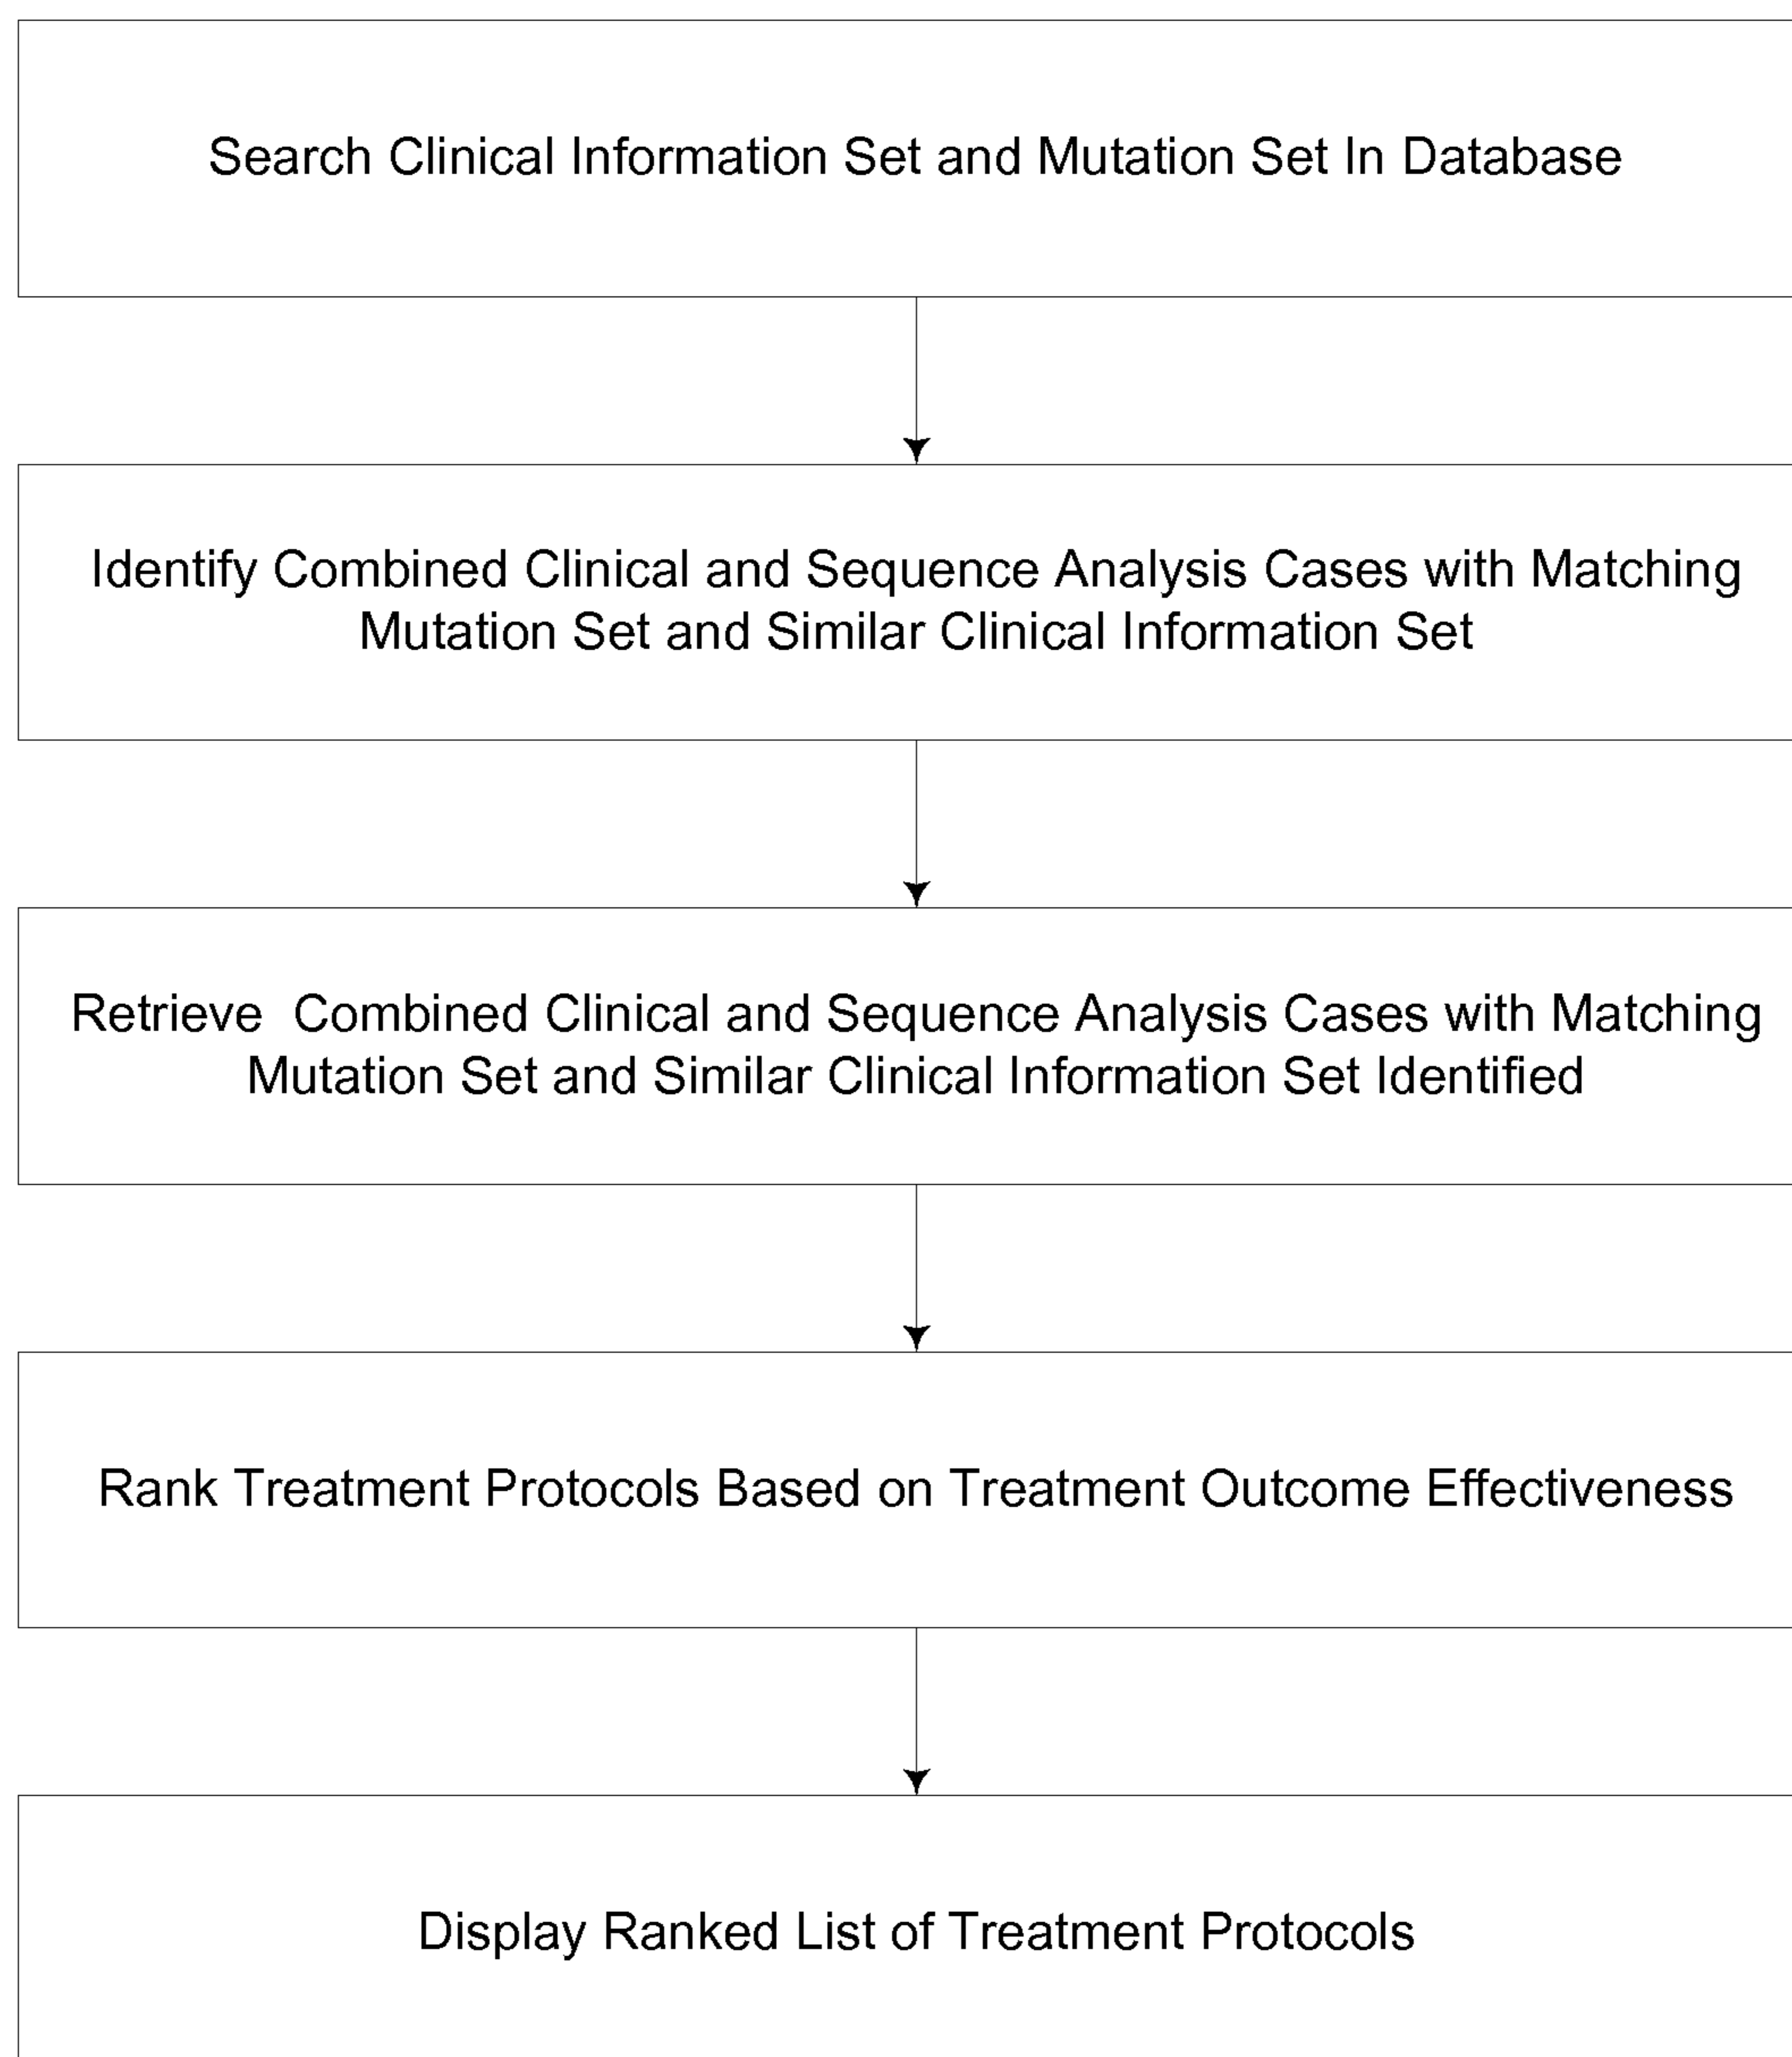 Search Clinical Information Set and Mutation Set In Database
Identify Combined Clinical and Sequence Analysis Cases with Matching
Mutation Set and Similar Clinical Information Set
Retrieve  Combined Clinical and Sequence Analysis Cases with Matching
Mutation Set and Similar Clinical Information Set Identified
Rank Treatment Protocols Based on Treatment Outcome Effectiveness
Display Ranked List of Treatment Protocols